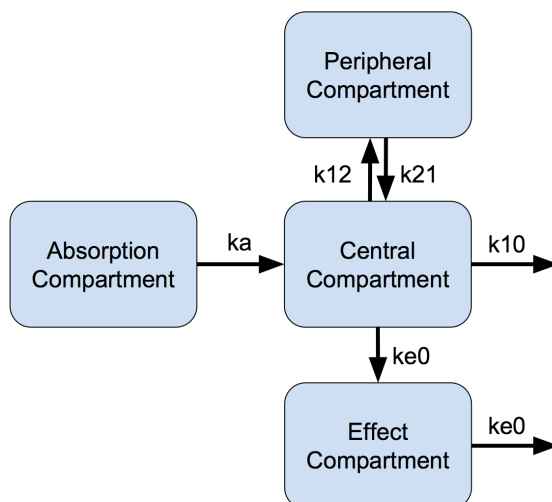 Peripheral
Compartment
k12
k21
Absorption
Compartment
ka
Central
Compartment
k10
ke0
Effect
Compartment
ke0